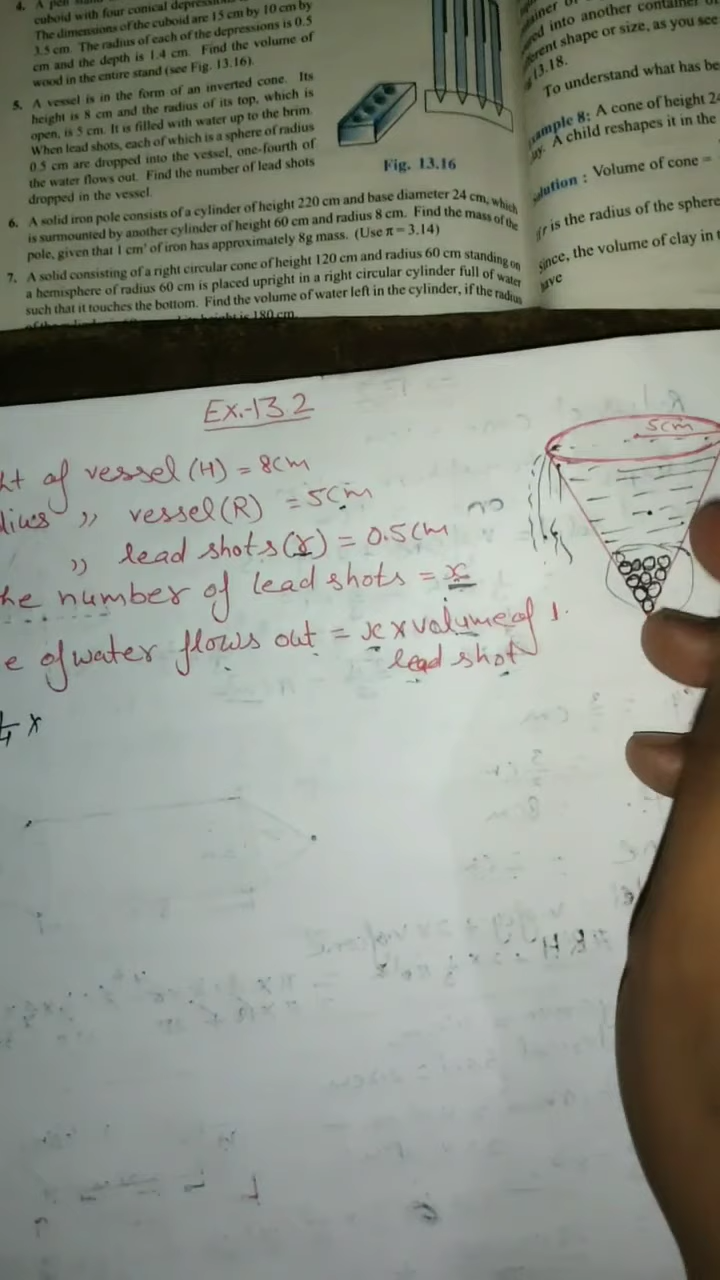 4. A pen
cuboid with four conical depressions
The dimensions of the cuboid are 15 cm by 10 cm by
3.5 cm. The radius of each of the depressions is 0.5
cm and the depth is 1.4 cm. Find the volume of
wood in the entire stand (see Fig. 13.16).
5. A vessel is in the form of an inverted cone. Its
height is 8 cm and the radius of its top, which is
open, is 5 cm. It is filled with water up to the brim.
When lead shots, each of which is a sphere of radius
0.5 cm are dropped into the vessel, one-fourth of
the water flows out. Find the number of lead shots
dropped in the vessel.
Fig. 13.16
6. A solid iron pole consists of a cylinder of height 220 cm and base diameter 24 cm, which
is surmounted by another cylinder of height 60 cm and radius 8 cm. Find the mass of the
pole, given that 1 cm³ of iron has approximately 8g mass. (Use π = 3.14)
7. A solid consisting of a right circular cone of height 120 cm and radius 60 cm standing on
a hemisphere of radius 60 cm is placed upright in a right circular cylinder full of water
such that it touches the bottom. Find the volume of water left in the cylinder, if the radius
height is 180 cm.
into another container
erent shape or size, as you see
13.18.
To understand what has be
ample 8: A cone of height 24
ay. A child reshapes it in the
lution : Volume of cone =
r is the radius of the sphere
since, the volume of clay in t
ave
Ex.-13.2
ht of vessel (H) = 8cm
dius ,, vessel (R) = 5cm
,, lead shots (r) = 0.5cm
he number of lead shots = x
e of water flows out = x x volume of 1
lead shot
1/4 x
5cm